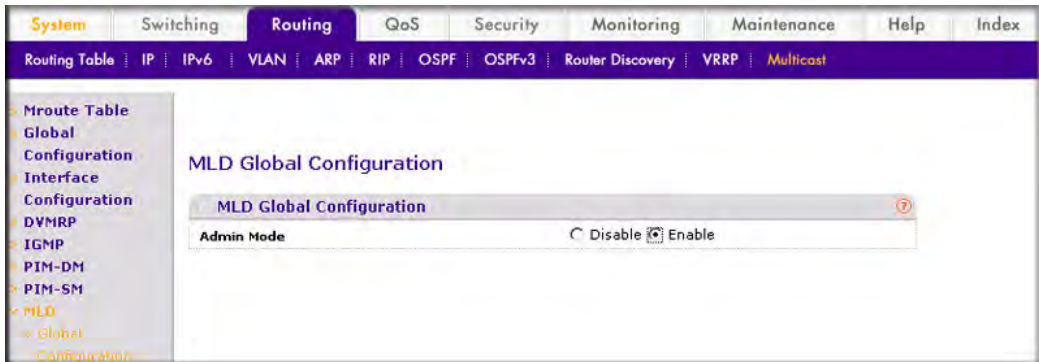 System Switching Routing QoS Security Monitoring Maintenance Help Index
Routing Table IP IPv6 VLAN ARP RIP OSPF OSPFv3 Router Discovery VRRP Multicast
Mroute Table
Global
Configuration
Interface
Configuration
DVMRP
IGMP
PIM-DM
PIM-SM
MLD
Global
Configuration
MLD Global Configuration
MLD Global Configuration ?
Admin Mode Disable Enable